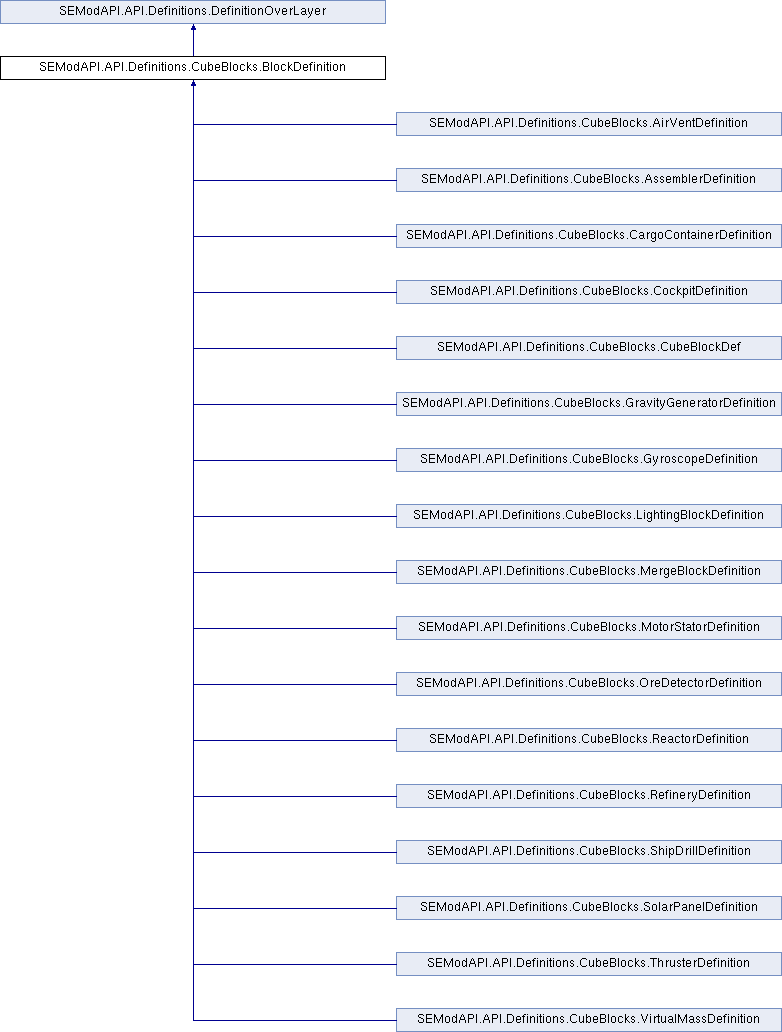 SEModAPI.API.Definitions.DefinitionOverLayer
SEModAPI.API.Definitions.CubeBlocks.BlockDefinition
SEModAPI.API.Definitions.CubeBlocks.AirVentDefinition
SEModAPI.API.Definitions.CubeBlocks.AssemblerDefinition
SEModAPI.API.Definitions.CubeBlocks.CargoContainerDefinition
SEModAPI.API.Definitions.CubeBlocks.CockpitDefinition
SEModAPI.API.Definitions.CubeBlocks.CubeBlockDef
SEModAPI.API.Definitions.CubeBlocks.GravityGeneratorDefinition
SEModAPI.API.Definitions.CubeBlocks.GyroscopeDefinition
SEModAPI.API.Definitions.CubeBlocks.LightingBlockDefinition
SEModAPI.API.Definitions.CubeBlocks.MergeBlockDefinition
SEModAPI.API.Definitions.CubeBlocks.MotorStatorDefinition
SEModAPI.API.Definitions.CubeBlocks.OreDetectorDefinition
SEModAPI.API.Definitions.CubeBlocks.ReactorDefinition
SEModAPI.API.Definitions.CubeBlocks.RefineryDefinition
SEModAPI.API.Definitions.CubeBlocks.ShipDrillDefinition
SEModAPI.API.Definitions.CubeBlocks.SolarPanelDefinition
SEModAPI.API.Definitions.CubeBlocks.ThrusterDefinition
SEModAPI.API.Definitions.CubeBlocks.VirtualMassDefinition